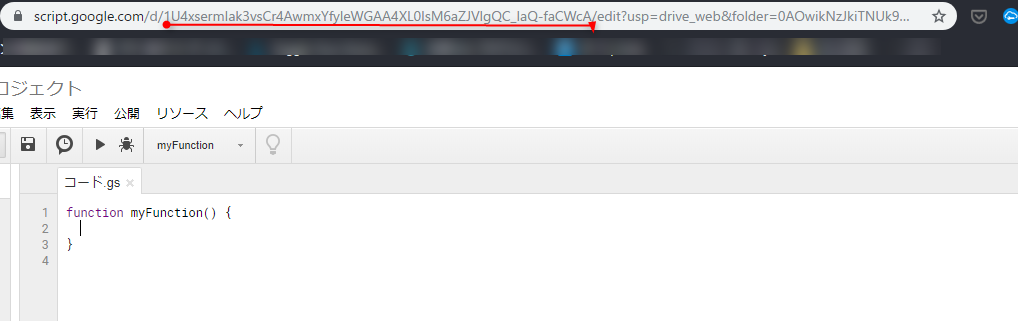 script.google.com/d/1U4xsermIak3vsCr4AwmxYfyleWGAA4XL0IsM6aZJVIgQC_laQ-faCWcA/edit?usp=drive_web&folder=0AOwikNzJkiTNUk9...
ロジェクト
集 表示 実行 公開 リソース ヘルプ
myFunction
コード.gs ×
1 function myFunction() {
2
3 }
4